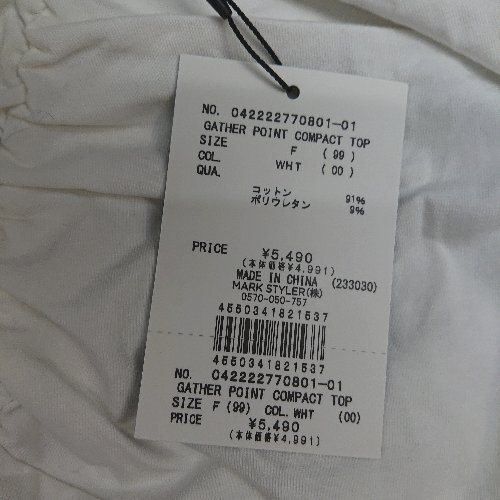 NO. 042222770801-01
GATHER POINT COMPACT TOP
SIZE F (99)
COL. WHT (00)
QUA.
コットン 91%
ポリウレタン 9%
PRICE ¥5,490
(本体価格¥4,991)
MADE IN CHINA (233030)
MARK STYLER(株)
0570-050-757
4550341821537
4550341821537
NO. 042222770801-01
GATHER POINT COMPACT TOP
SIZE F (99) COL. WHT (00)
PRICE ¥5,490
(本体価格¥4,991)